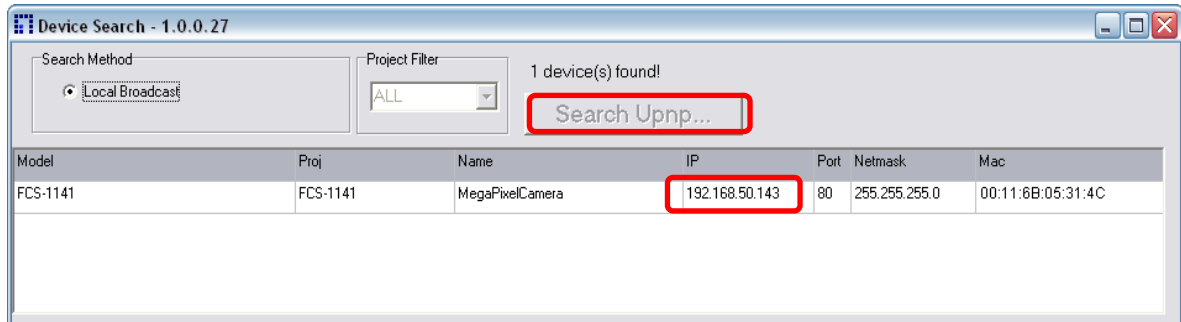 Device Search - 1.0.0.27
Search Method
Local Broadcast
Project Filter
ALL
1 device(s) found!
Search Upnp...
Model Proj Name IP Port Netmask Mac
FCS-1141 FCS-1141 MegaPixelCamera 192.168.50.143 80 255.255.255.0 00:11:6B:05:31:4C